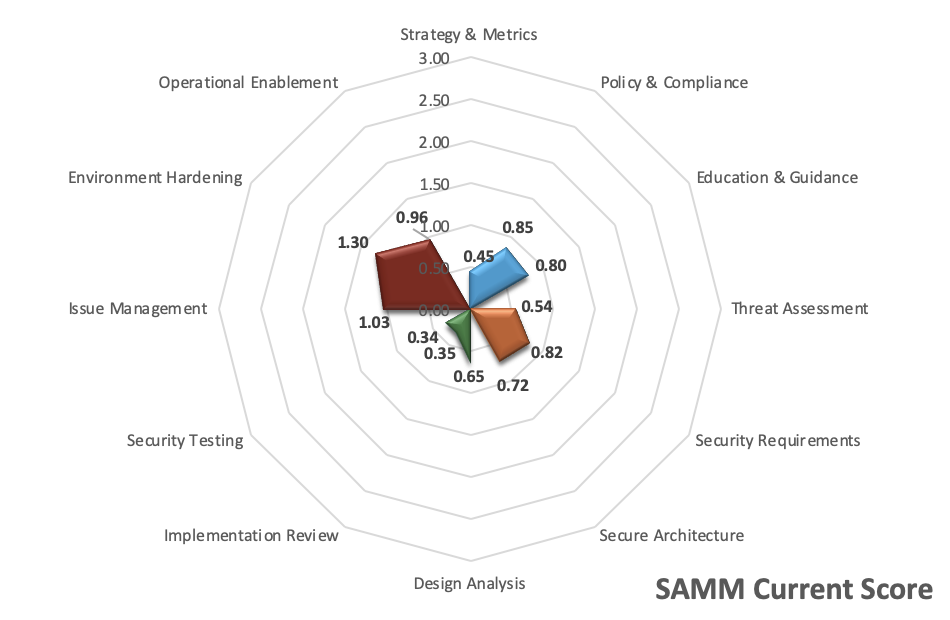 Strategy & Metrics
3.00
Operational Enablement
Policy & Compliance
2.50
2.00
Environment Hardening
Education & Guidance
1.50
0.96
1.00
0.85
1.30
0.45
0.80
0.50
Issue Management
0.00
0.54
Threat Assessment
1.03
0.34
0.35
0.82
0.65
0.72
Security Testing
Security Requirements
Implementation Review
Secure Architecture
Design Analysis
SAMM Current Score